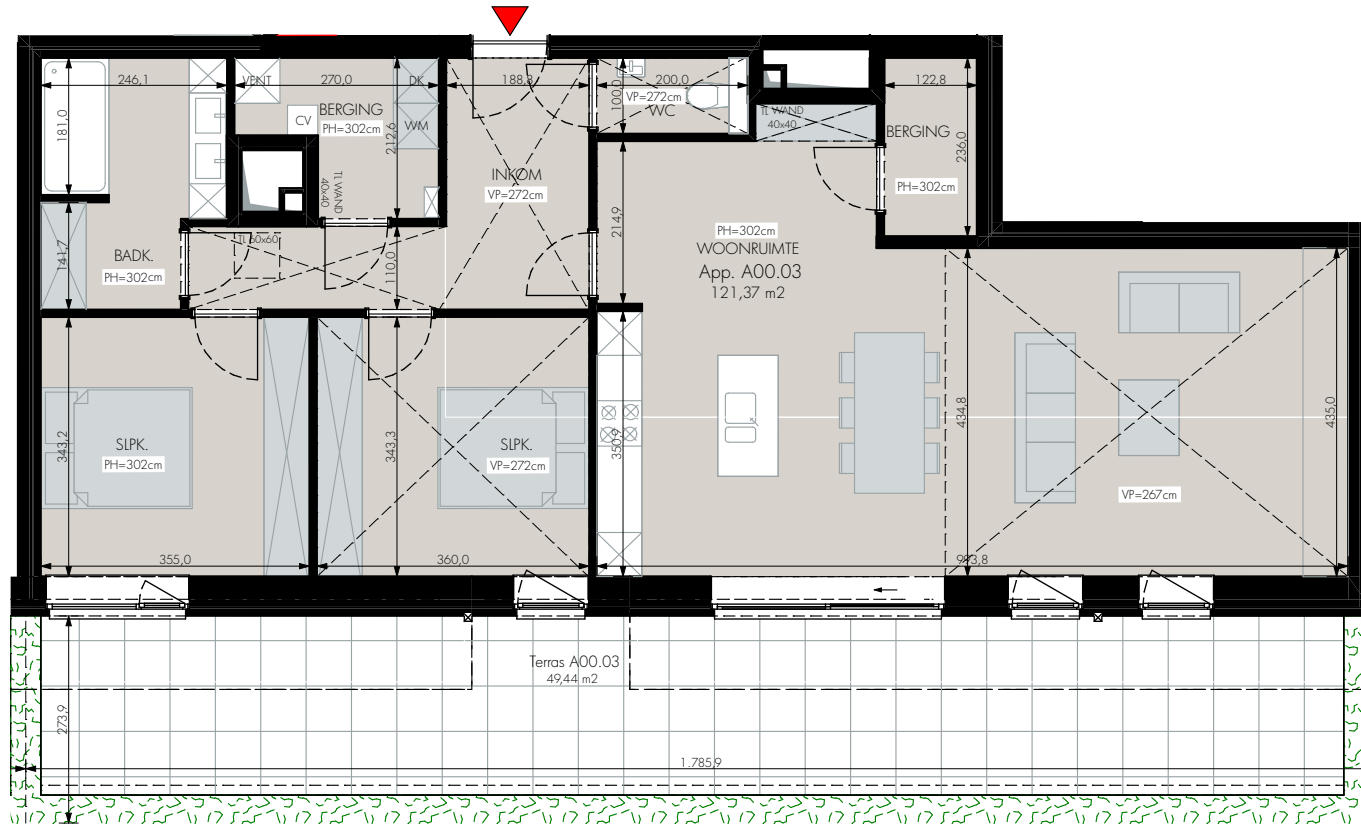 246,1
VENT
270,0
DK
188,8
200,0
122,8
181,0
CV
BERGING
PH=302cm
WM
212,6
100,0
VP=272cm
WC
TL WAND
40x40
BERGING
236,0
PH=302cm
TL WAND
40x40
INKOM
VP=272cm
214,9
PH=302cm
WOONRUIMTE
App. A00.03
121,37 m2
141,7
BADK.
PH=302cm
TL 60x60
110,0
343,2
SLPK.
PH=302cm
343,3
SLPK.
VP=272cm
350,9
434,8
435,0
VP=267cm
355,0
360,0
993,8
Terras A00.03
49,44 m2
273,9
1.785,9